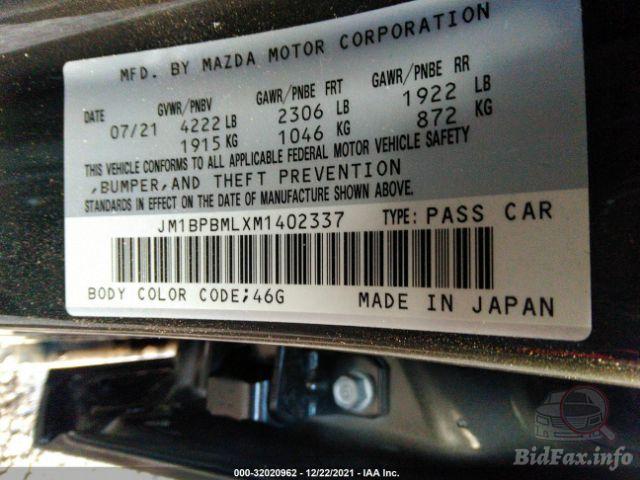 MFD. BY MAZDA MOTOR CORPORATION
DATE GVWR/PNBV GAWR/PNBE FRT GAWR/PNBE RR
07/21 4222 LB 2306 LB 1922 LB
1915 KG 1046 KG 872 KG
THIS VEHICLE CONFORMS TO ALL APPLICABLE FEDERAL MOTOR VEHICLE SAFETY
,BUMPER,AND THEFT PREVENTION
STANDARDS IN EFFECT ON THE DATE OF MANUFACTURE SHOWN ABOVE.
JM1BPBMLXM1402337 TYPE: PASS CAR
BODY COLOR CODE;46G MADE IN JAPAN
BidFax.info
000-32020962 - 12/22/2021 - IAA Inc.